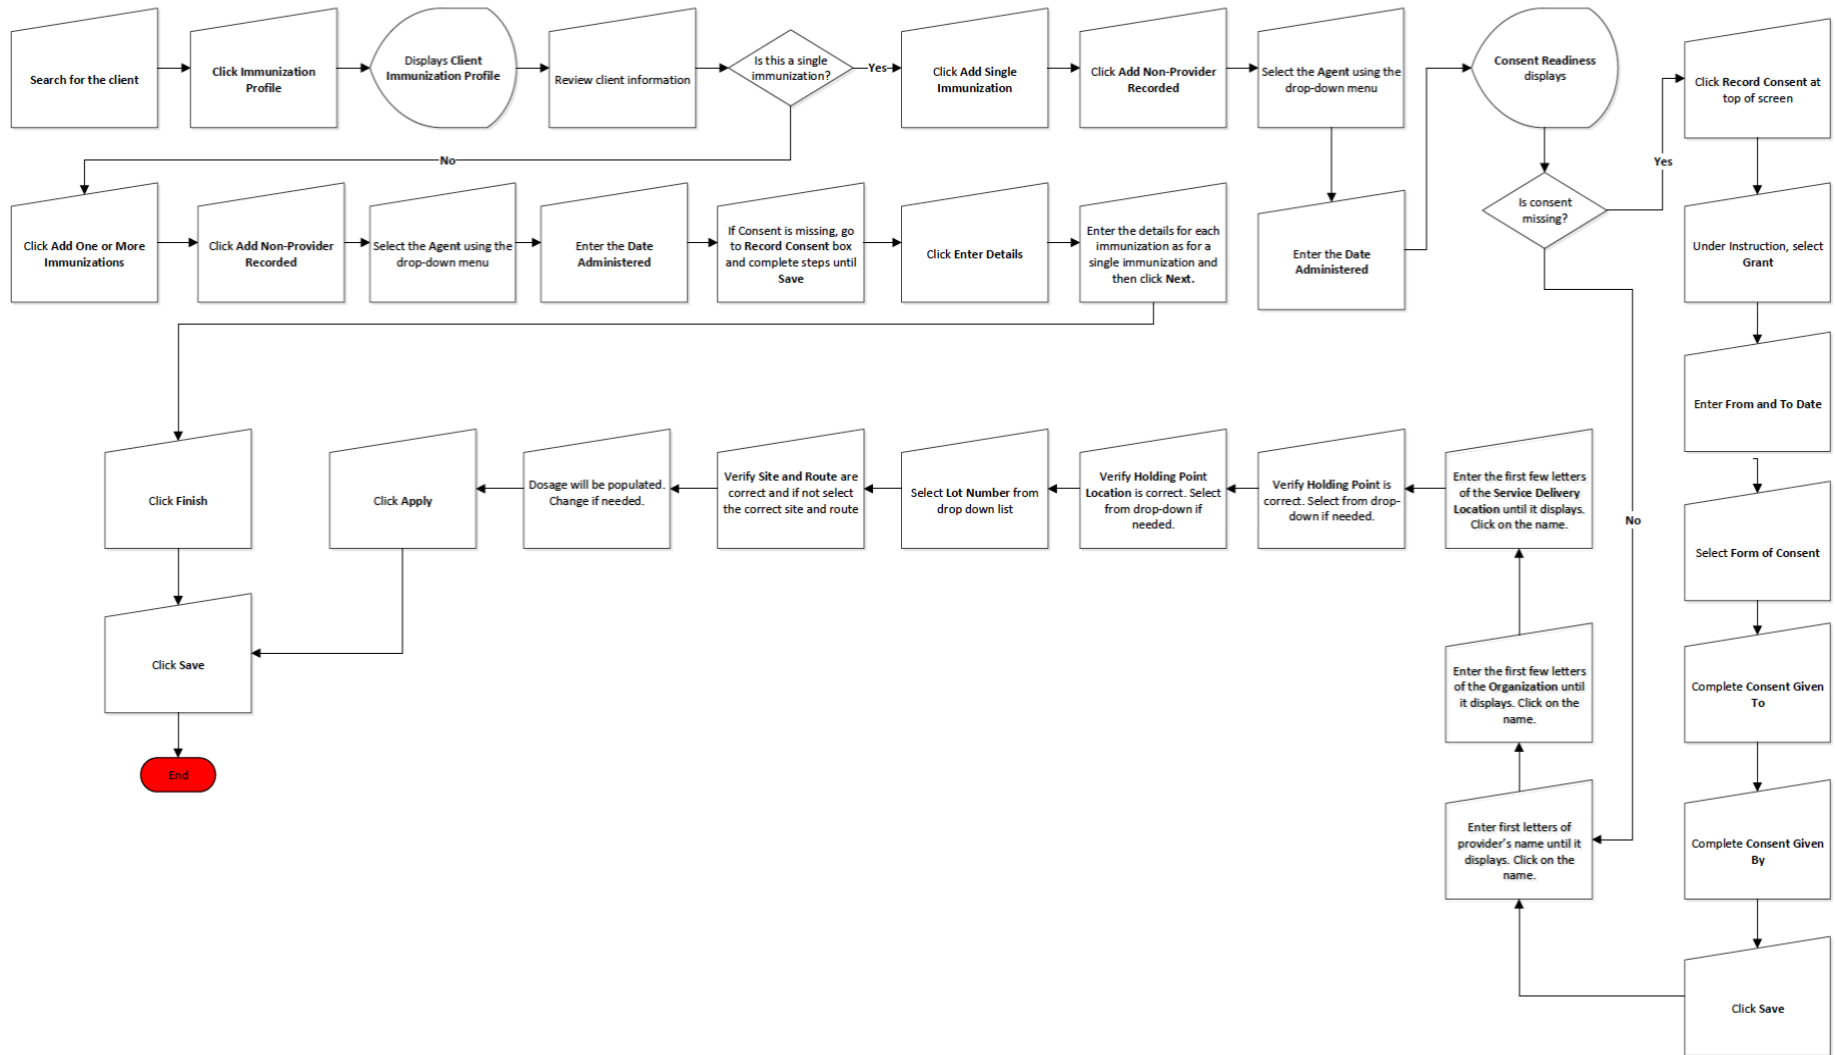 Search for the client
Click Immunization
Profile
Displays Client
Immunization Profile
Review client information
Is this a single
immunization?
Yes
Click Add Single
Immunization
Click Add Non-Provider
Recorded
Select the Agent using the
drop-down menu
Consent Readiness
displays
Click Record Consent at
top of screen
No
Yes
Click Add One or More
Immunizations
Click Add Non-Provider
Recorded
Select the Agent using the
drop-down menu
Enter the Date
Administered
If Consent is missing, go
to Record Consent box
and complete steps until
Save
Click Enter Details
Enter the details for each
immunization as for a
single immunization and
then click Next.
Enter the Date
Administered
Is consent
missing?
Under Instruction, select
Grant
Enter From and To Date
Click Finish
Click Apply
Dosage will be populated.
Change if needed.
Verify Site and Route are
correct and if not select
the correct site and route
Select Lot Number from
drop down list
Verify Holding Point
Location is correct. Select
from drop-down if
needed.
Verify Holding Point is
correct. Select from drop-
down if needed.
Enter the first few letters
of the Service Delivery
Location until it displays.
Click on the name.
No
Select Form of Consent
Click Save
Enter the first few letters
of the Organization until
it displays. Click on the
name.
Complete Consent Given
To
End
Enter first letters of
provider's name until it
displays. Click on the
name.
Complete Consent Given
By
Click Save